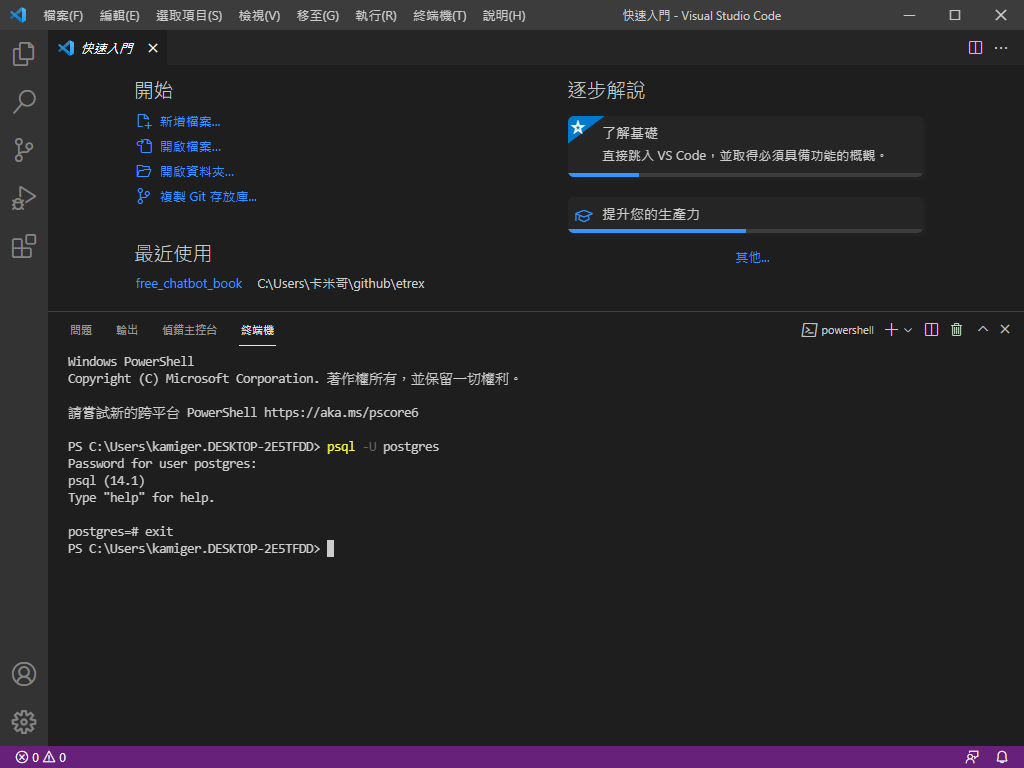 檔案(F) 編輯(E) 選取項目(S) 檢視(V) 移至(G) 執行(R) 終端機(T) 說明(H) 快速入門 - Visual Studio Code
快速入門
開始
新增檔案...
開啟檔案...
開啟資料夾...
複製 Git 存放庫...
最近使用
free_chatbot_book C:\Users\卡米哥\github\etrex
逐步解說
了解基礎
直接跳入 VS Code，並取得必須具備功能的概觀。
提升您的生產力
其他...
問題 輸出 偵錯主控台 終端機 powershell
Windows PowerShell
Copyright (C) Microsoft Corporation. 著作權所有，並保留一切權利。
請嘗試新的跨平台 PowerShell https://aka.ms/pscore6
PS C:\Users\kamiger.DESKTOP-2E5TFDD> psql -U postgres
Password for user postgres:
psql (14.1)
Type "help" for help.
postgres=# exit
PS C:\Users\kamiger.DESKTOP-2E5TFDD>
0 0